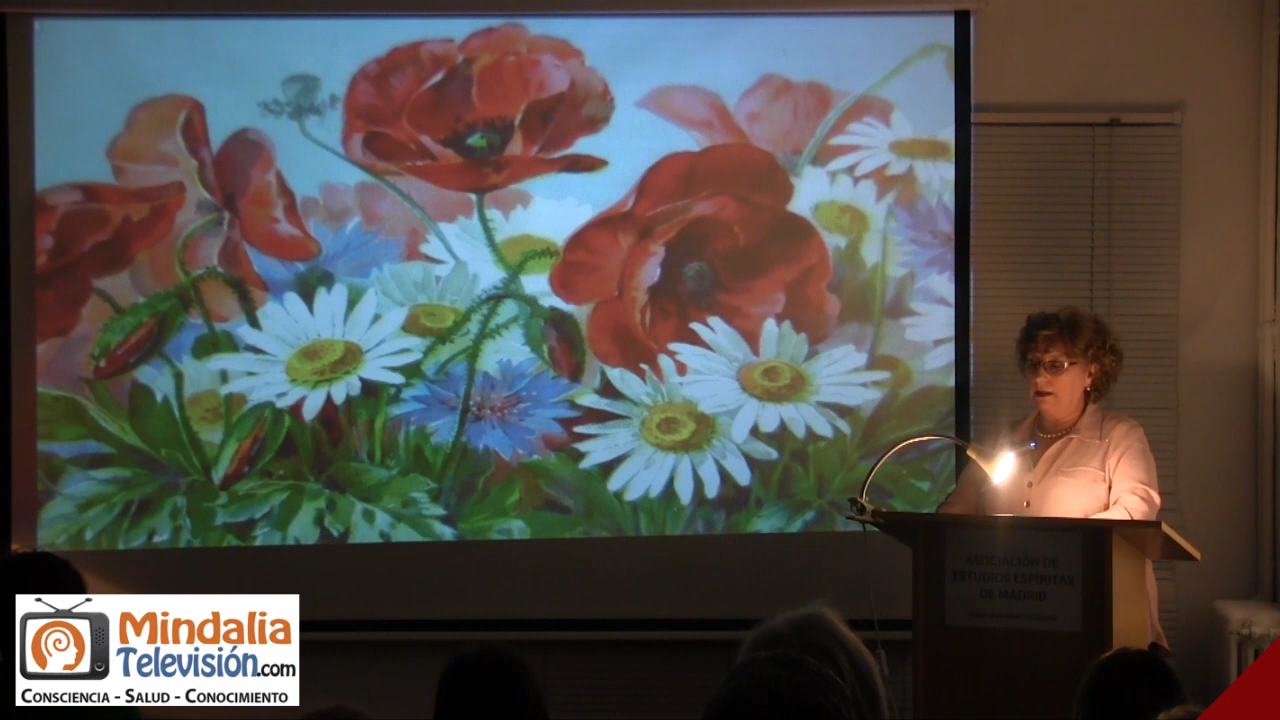 ASOCIACIÓN DE
ESTUDIOS ESPÍRITAS
DE MADRID
Mindalia
Televisión.com
CONSCIENCIA - SALUD - CONOCIMIENTO